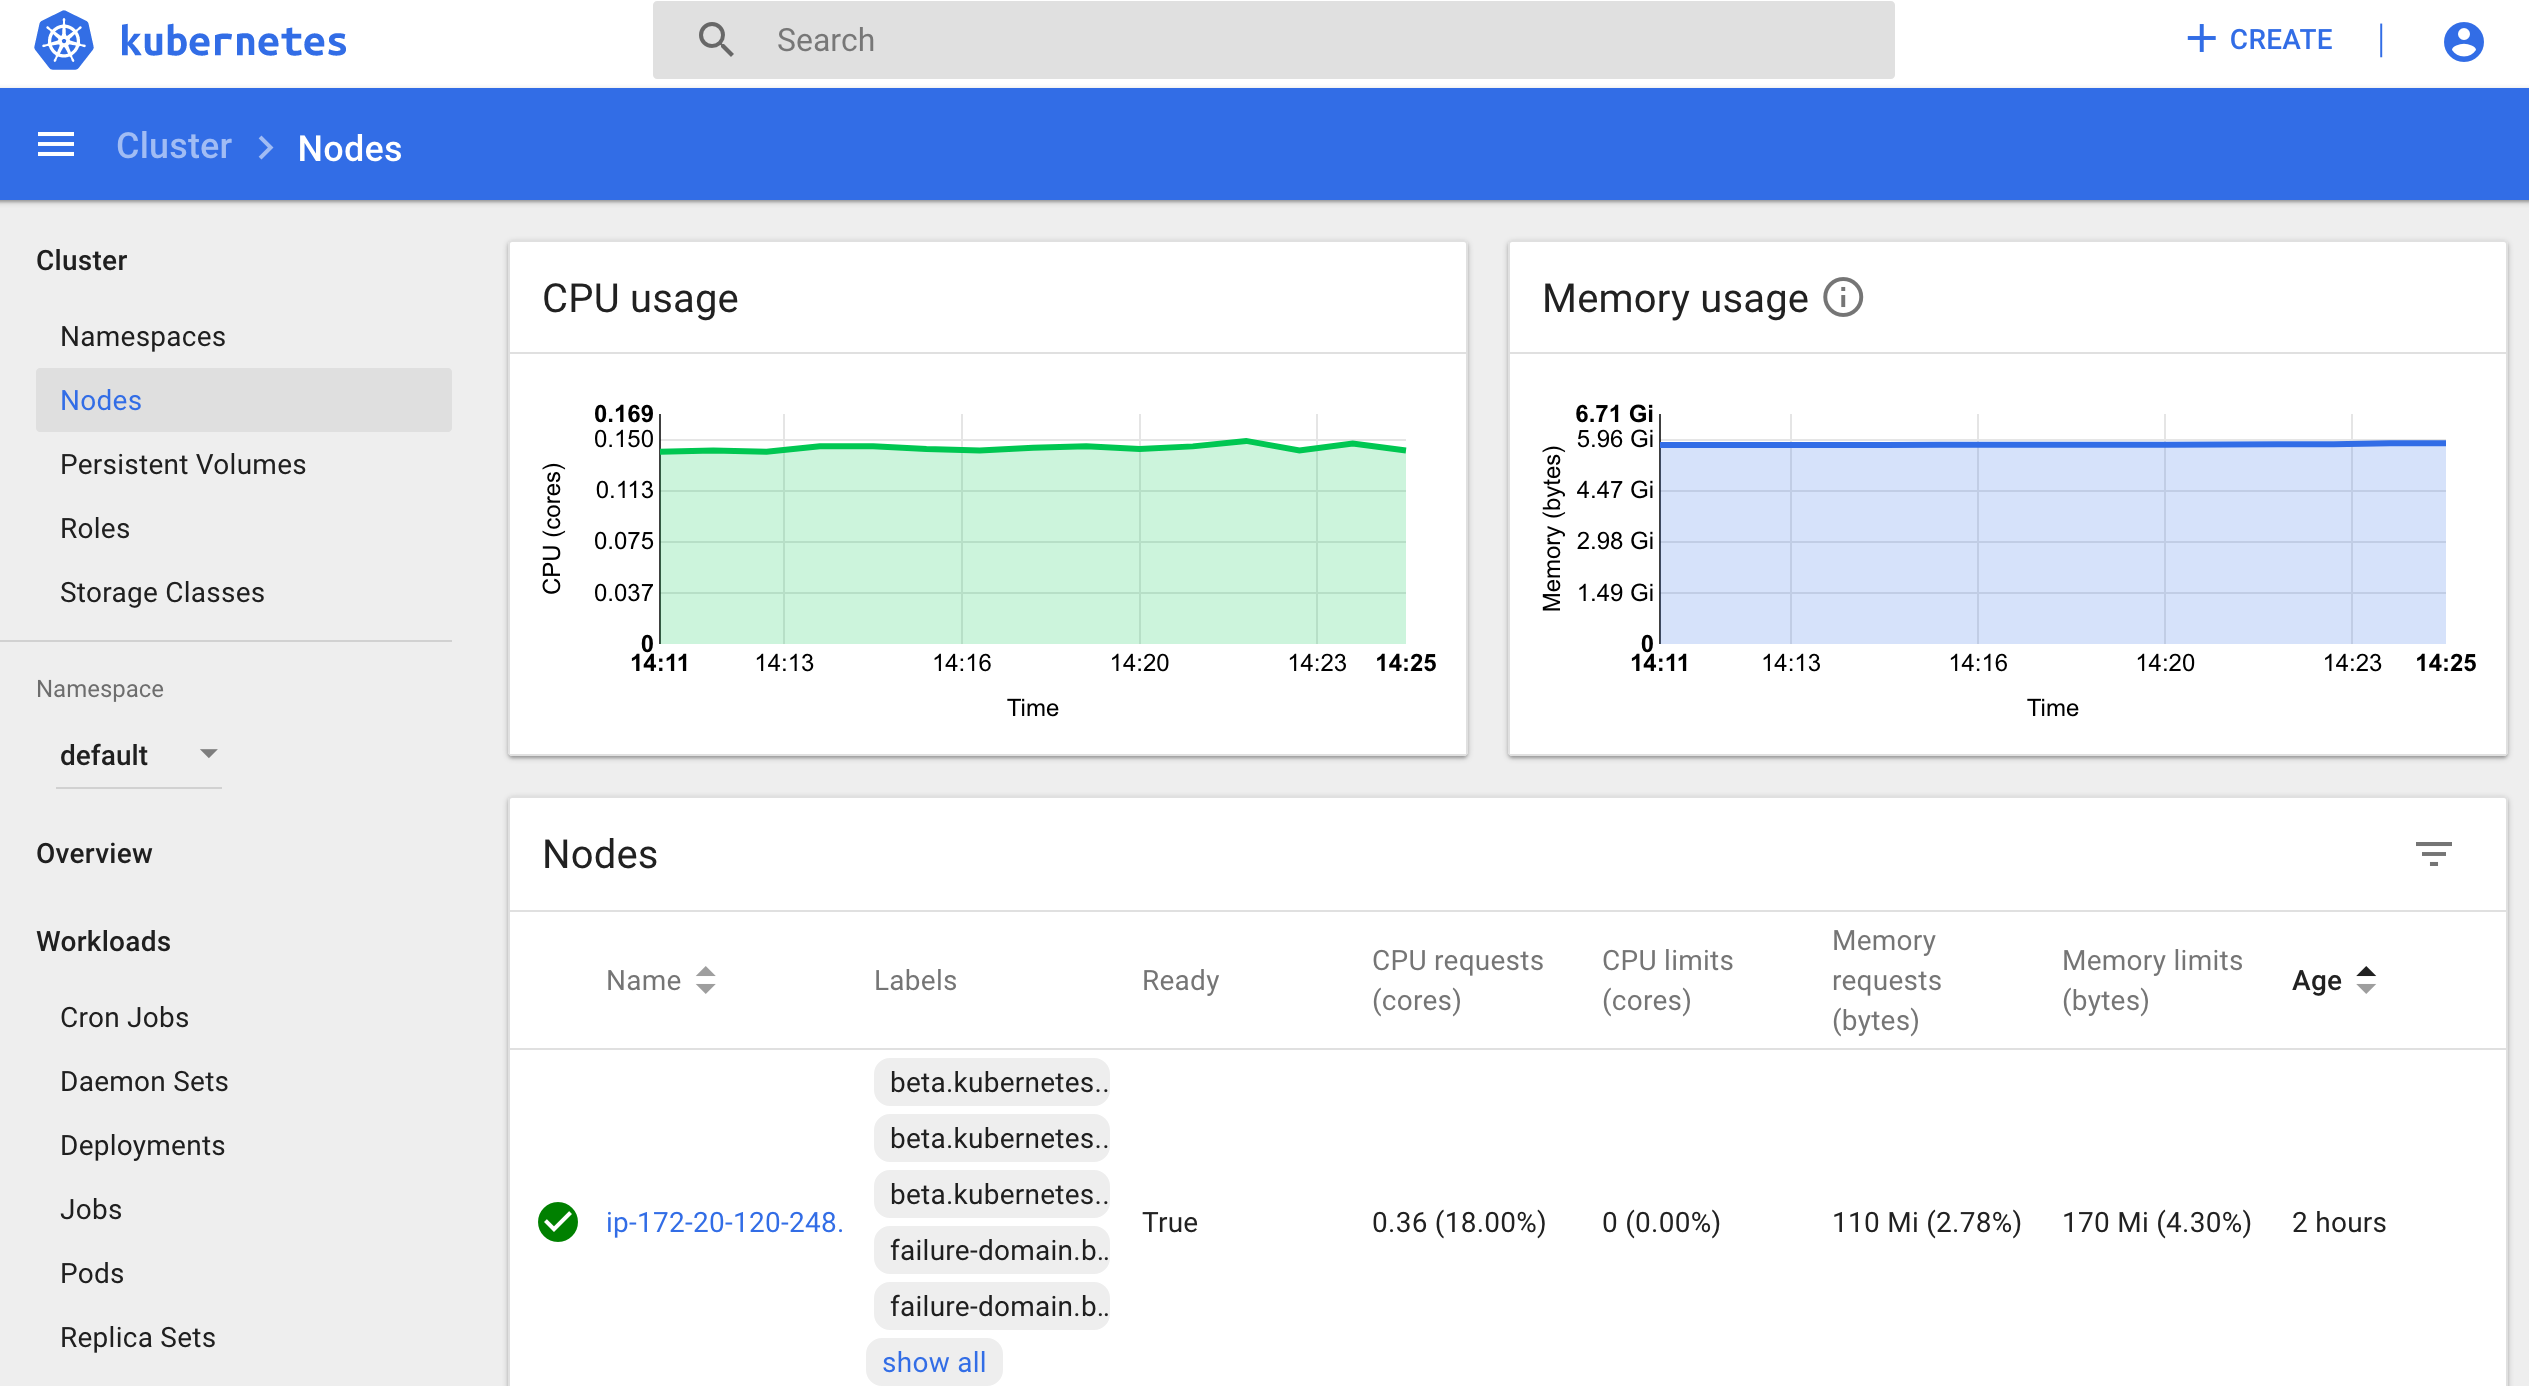 kubernetes
Search
CREATE
Cluster
Nodes
Cluster
Namespaces
Nodes
Persistent Volumes
Roles
Storage Classes
Namespace
default
Overview
Workloads
Cron Jobs
Daemon Sets
Deployments
Jobs
Pods
Replica Sets
CPU usage
CPU (cores)
0.169
0.150
0.113
0.075
0.037
0
14:11 14:13 14:16 14:20 14:23 14:25
Time
Memory usage
Memory (bytes)
6.71 Gi
5.96 Gi
4.47 Gi
2.98 Gi
1.49 Gi
0
14:11 14:13 14:16 14:20 14:23 14:25
Time
Nodes
Name
Labels
Ready
CPU requests
(cores)
CPU limits
(cores)
Memory
requests
(bytes)
Memory limits
(bytes)
Age
ip-172-20-120-248.
beta.kubernetes..
beta.kubernetes..
beta.kubernetes..
failure-domain.b..
failure-domain.b..
show all
True
0.36 (18.00%)
0 (0.00%)
110 Mi (2.78%)
170 Mi (4.30%)
2 hours